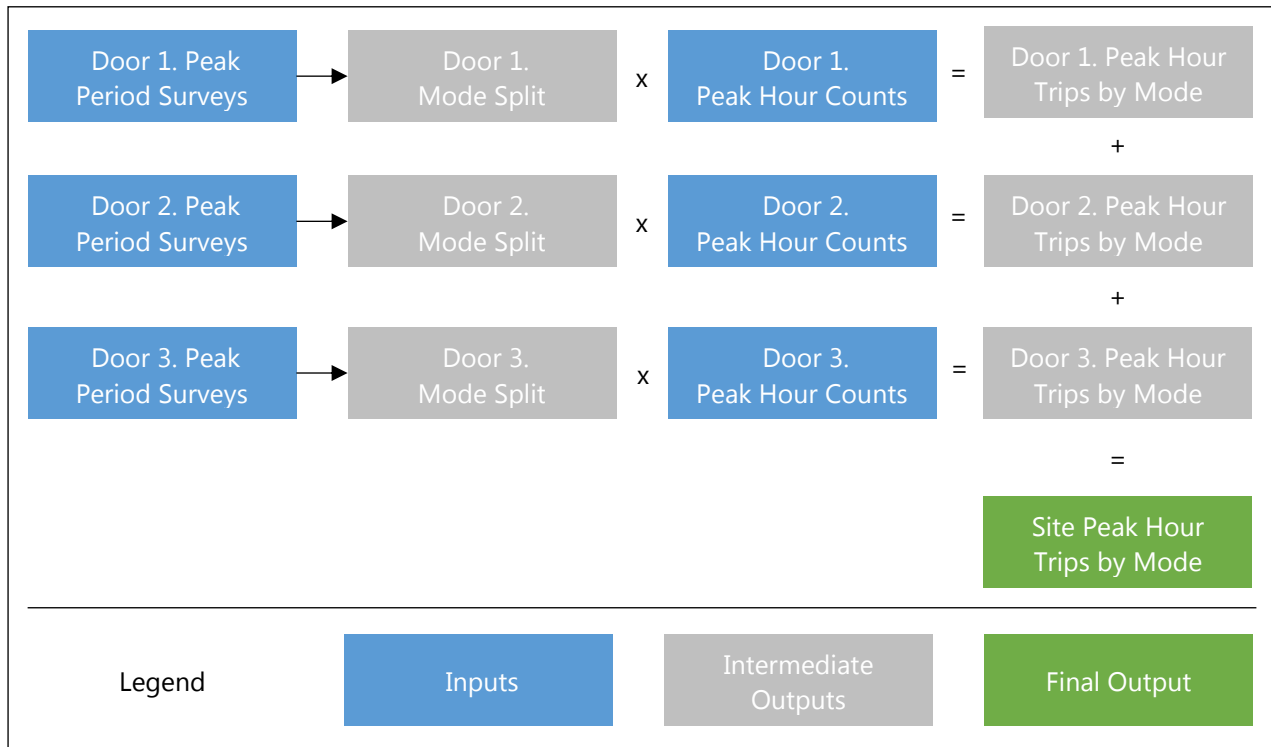 Door 1. Peak
Period Surveys
Door 1.
Mode Split
x
Door 1.
Peak Hour Counts
=
Door 1. Peak Hour
Trips by Mode
+
Door 2. Peak
Period Surveys
Door 2.
Mode Split
x
Door 2.
Peak Hour Counts
=
Door 2. Peak Hour
Trips by Mode
+
Door 3. Peak
Period Surveys
Door 3.
Mode Split
x
Door 3.
Peak Hour Counts
=
Door 3. Peak Hour
Trips by Mode
=
Site Peak Hour
Trips by Mode
Legend
Inputs
Intermediate
Outputs
Final Output